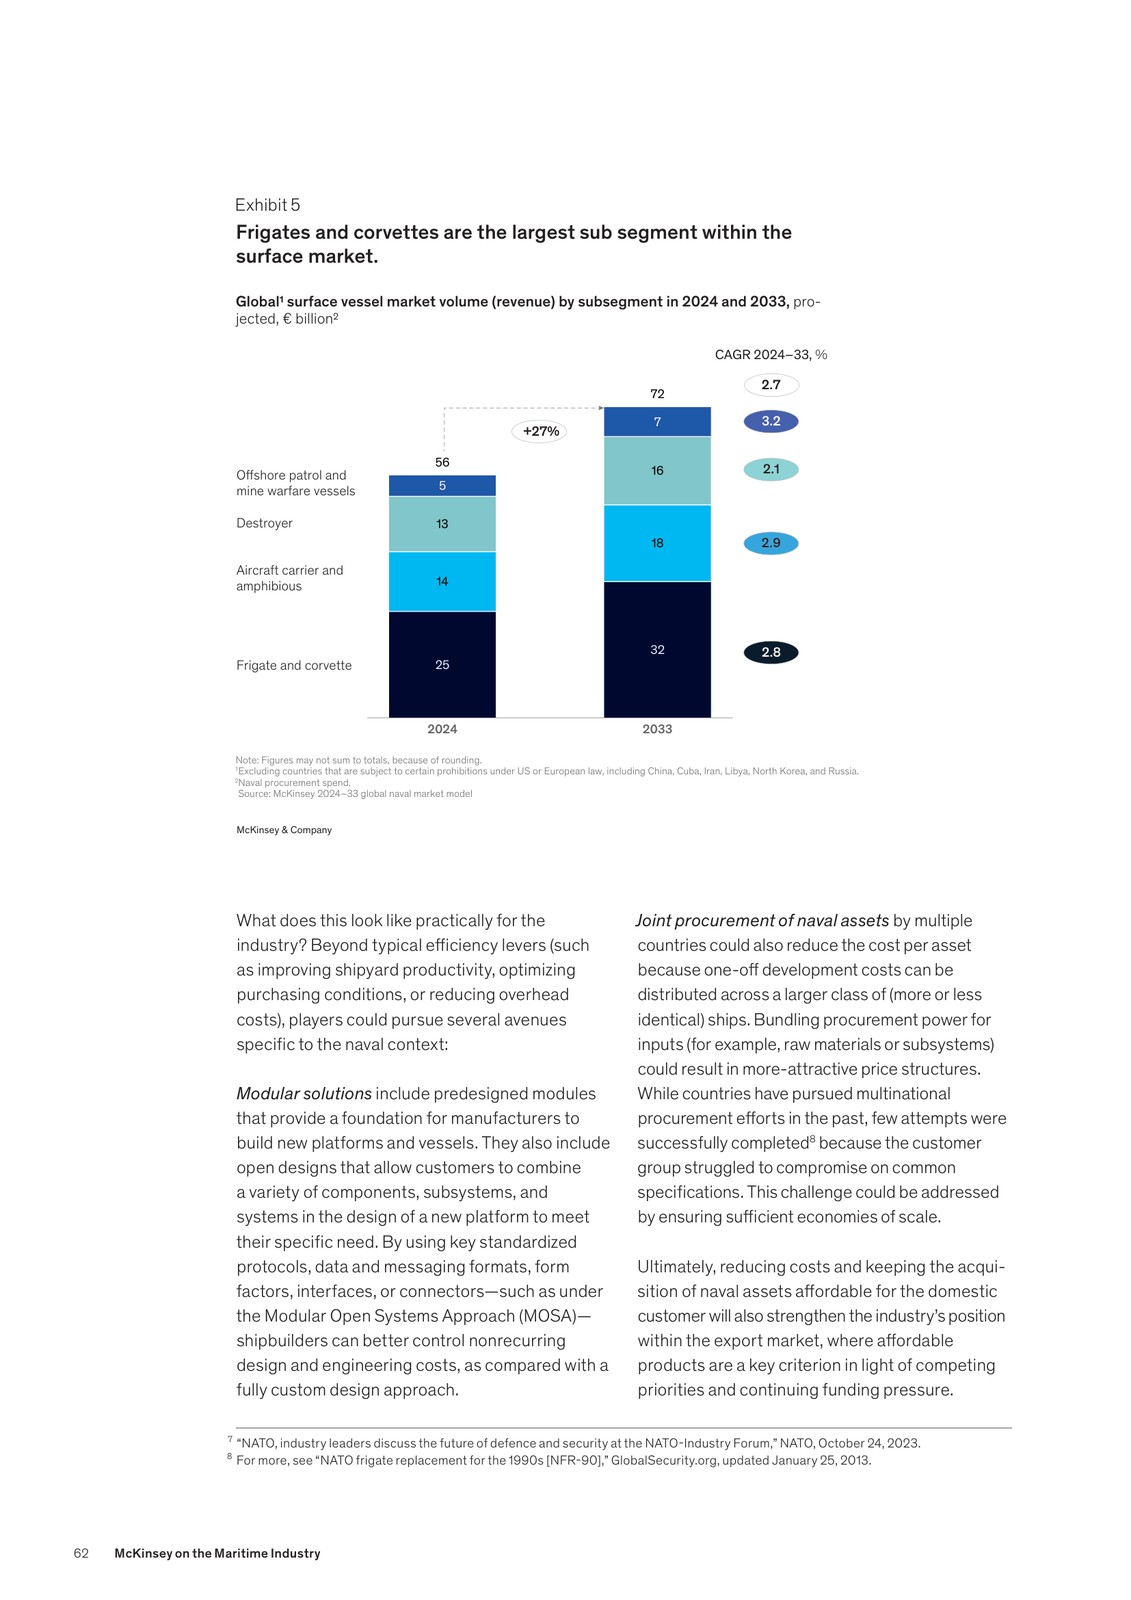 Exhibit 5
Frigates and corvettes are the largest sub segment within the
surface market.
Global¹ surface vessel market volume (revenue) by subsegment in 2024 and 2033, pro-
jected, € billion²
CAGR 2024–33, %
2.7
72
7
3.2
+27%
56
16
2.1
Offshore patrol and
mine warfare vessels
5
Destroyer
13
18
2.9
Aircraft carrier and
amphibious
14
32
2.8
Frigate and corvette
25
2024
2033
Note: Figures may not sum to totals, because of rounding.
¹Excluding countries that are subject to certain prohibitions under US or European law, including China, Cuba, Iran, Libya, North Korea, and Russia.
²Naval procurement spend.
Source: McKinsey 2024–33 global naval market model
McKinsey & Company
What does this look like practically for the
industry? Beyond typical efficiency levers (such
as improving shipyard productivity, optimizing
purchasing conditions, or reducing overhead
costs), players could pursue several avenues
specific to the naval context:
Modular solutions include predesigned modules
that provide a foundation for manufacturers to
build new platforms and vessels. They also include
open designs that allow customers to combine
a variety of components, subsystems, and
systems in the design of a new platform to meet
their specific need. By using key standardized
protocols, data and messaging formats, form
factors, interfaces, or connectors—such as under
the Modular Open Systems Approach (MOSA)—
shipbuilders can better control nonrecurring
design and engineering costs, as compared with a
fully custom design approach.
Joint procurement of naval assets by multiple
countries could also reduce the cost per asset
because one-off development costs can be
distributed across a larger class of (more or less
identical) ships. Bundling procurement power for
inputs (for example, raw materials or subsystems)
could result in more-attractive price structures.
While countries have pursued multinational
procurement efforts in the past, few attempts were
successfully completed⁸ because the customer
group struggled to compromise on common
specifications. This challenge could be addressed
by ensuring sufficient economies of scale.
Ultimately, reducing costs and keeping the acqui-
sition of naval assets affordable for the domestic
customer will also strengthen the industry’s position
within the export market, where affordable
products are a key criterion in light of competing
priorities and continuing funding pressure.
⁷ “NATO, industry leaders discuss the future of defence and security at the NATO-Industry Forum,” NATO, October 24, 2023.
⁸ For more, see “NATO frigate replacement for the 1990s [NFR-90],” GlobalSecurity.org, updated January 25, 2013.
62 McKinsey on the Maritime Industry